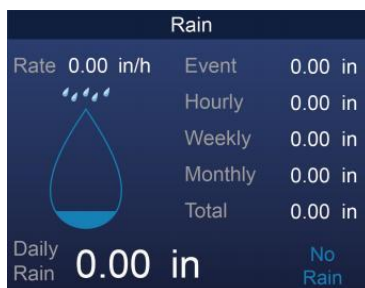 Rain
Rate 0.00 in/h
Event 0.00 in
Hourly 0.00 in
Weekly 0.00 in
Monthly 0.00 in
Total 0.00 in
Daily
Rain 0.00 in
No
Rain